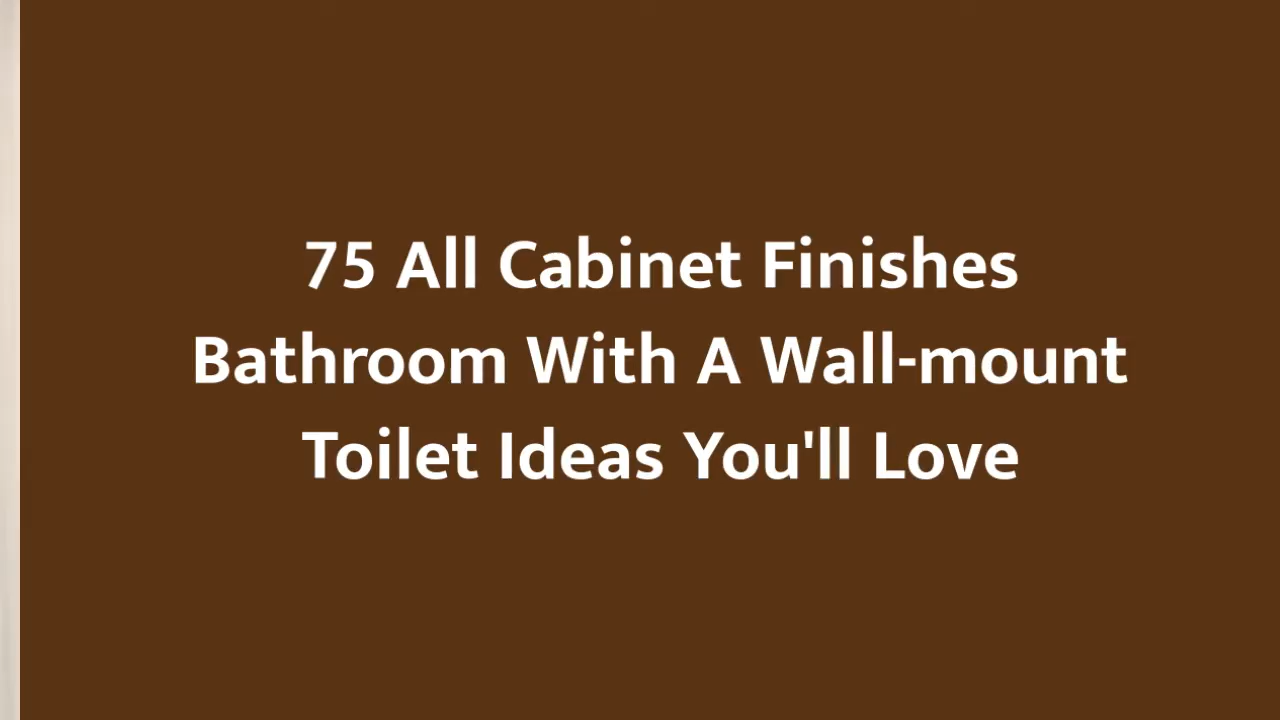 75 All Cabinet Finishes
Bathroom With A Wall-mount
Toilet Ideas You'll Love